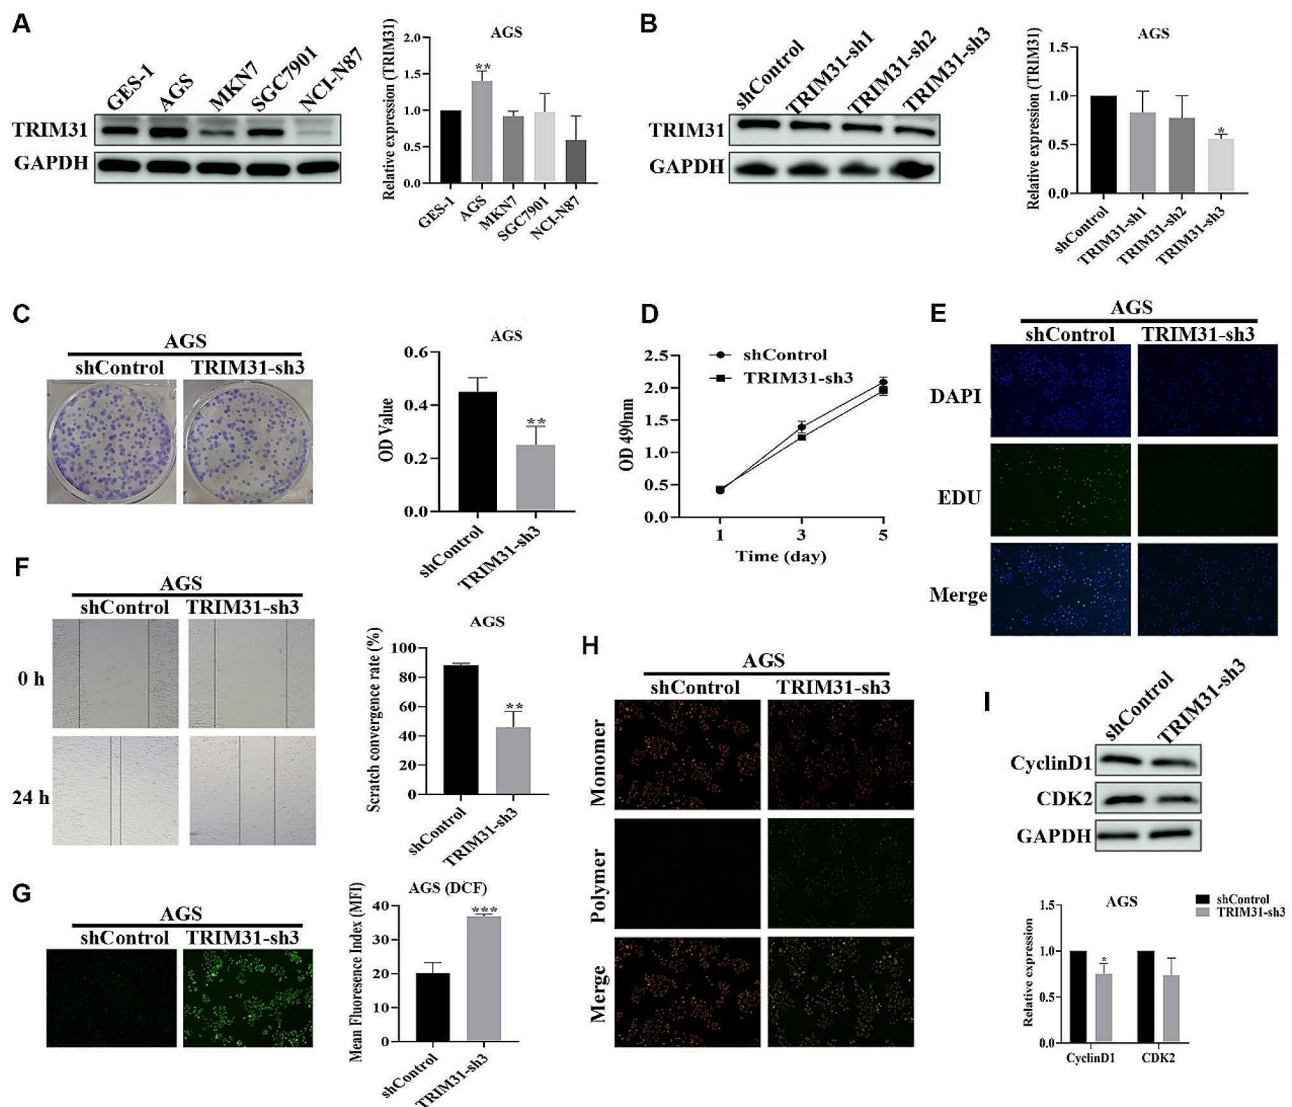 A
GES-1
AGS
MKN7
SGC7901
NCI-N87
TRIM31
GAPDH
AGS
Relative expression (TRIM31)
2.0
1.5
1.0
0.5
0.0
**
GES-1
AGS
MKN7
SGC7901
NCI-N87
B
shControl
TRIM31-sh1
TRIM31-sh2
TRIM31-sh3
TRIM31
GAPDH
AGS
Relative expression (TRIM31)
1.5
1.0
0.5
0.0
*
shControl
TRIM31-sh1
TRIM31-sh2
TRIM31-sh3
C
AGS
shControl TRIM31-sh3
AGS
OD Value
0.6
0.4
0.2
0.0
**
shControl
TRIM31-sh3
D
shControl
TRIM31-sh3
OD 490nm
2.5
2.0
1.5
1.0
0.5
0.0
1 3 5
Time (day)
E
AGS
shControl TRIM31-sh3
DAPI
EDU
Merge
F
AGS
shControl TRIM31-sh3
0 h
24 h
AGS
Scratch convergence rate (%)
100
80
60
40
20
0
**
shControl
TRIM31-sh3
G
AGS
shControl TRIM31-sh3
AGS (DCF)
Mean Fluoresence Index (MFI)
40
30
20
10
0
***
shControl
TRIM31-sh3
H
AGS
shControl TRIM31-sh3
Monomer
Polymer
Merge
I
shControl
TRIM31-sh3
CyclinD1
CDK2
GAPDH
AGS
shControl
TRIM31-sh3
Relative expression
1.5
1.0
0.5
0.0
*
CyclinD1 CDK2